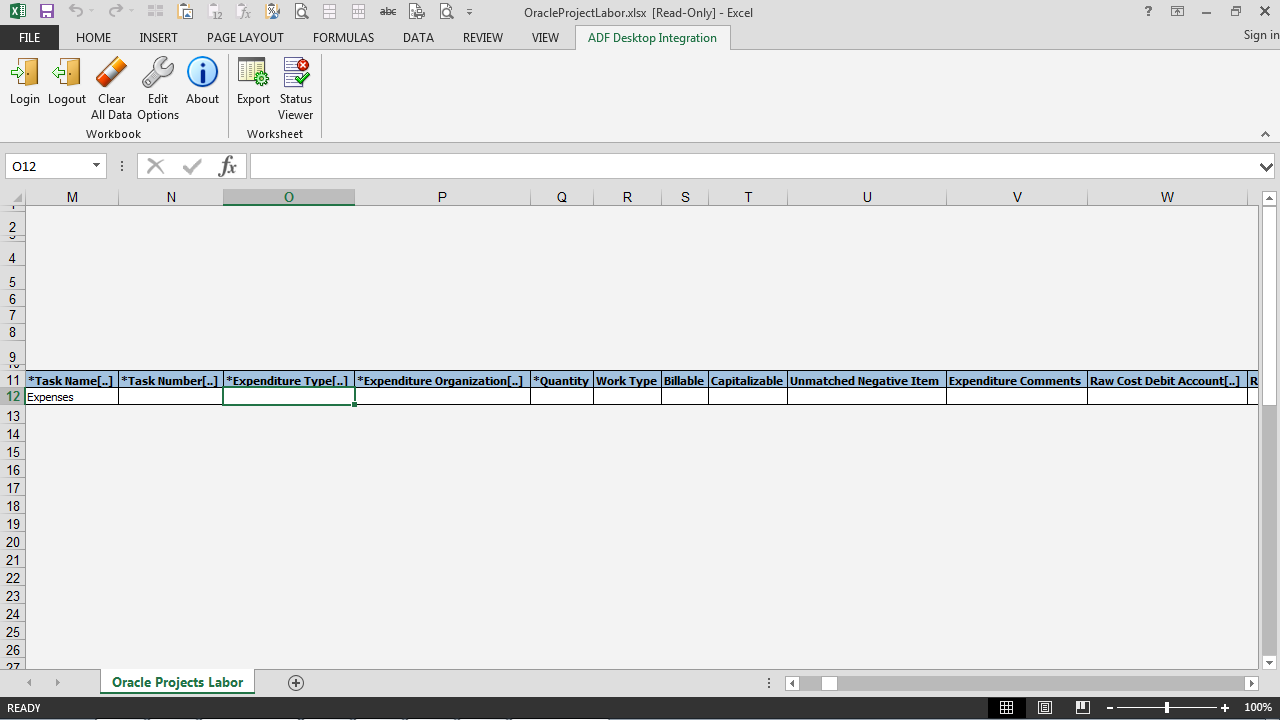 OracleProjectLabor.xlsx [Read-Only] - Excel
FILE HOME INSERT PAGE LAYOUT FORMULAS DATA REVIEW VIEW ADF Desktop Integration Sign in
Login Logout Clear All Data Edit Options About Export Status Viewer
Workbook Worksheet
O12 fx
M N O P Q R S T U V W
1
2
3
4
5
6
7
8
9
10
11 *Task Name[..] *Task Number[..] *Expenditure Type[..] *Expenditure Organization[..] *Quantity Work Type Billable Capitalizable Unmatched Negative Item Expenditure Comments Raw Cost Debit Account[..] R
12 Expenses
13
14
15
16
17
18
19
20
21
22
23
24
25
26
27
Oracle Projects Labor
READY 100%